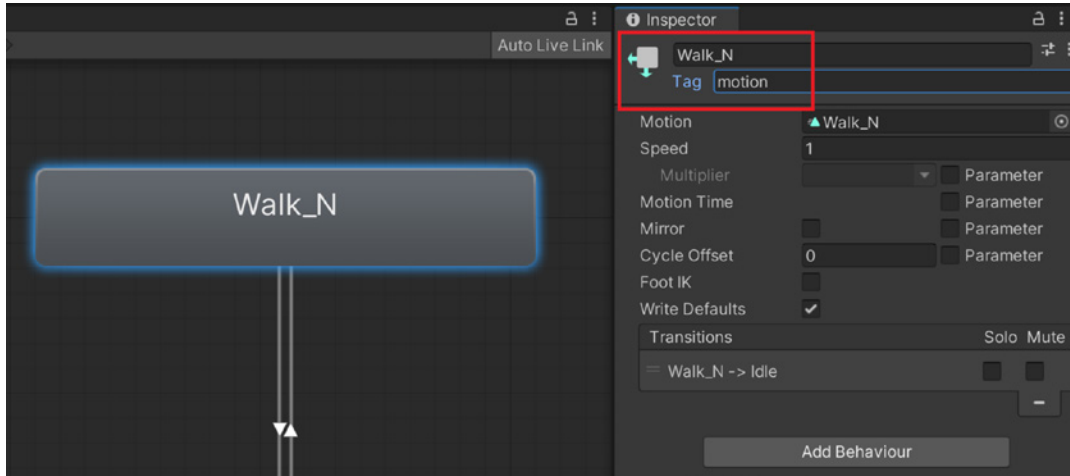 Inspector
Auto Live Link
Walk_N
Tag motion
Walk_N
Motion Walk_N
Speed 1
Multiplier Parameter
Motion Time Parameter
Mirror Parameter
Cycle Offset 0 Parameter
Foot IK
Write Defaults
Transitions Solo Mute
Walk_N -> Idle
Add Behaviour